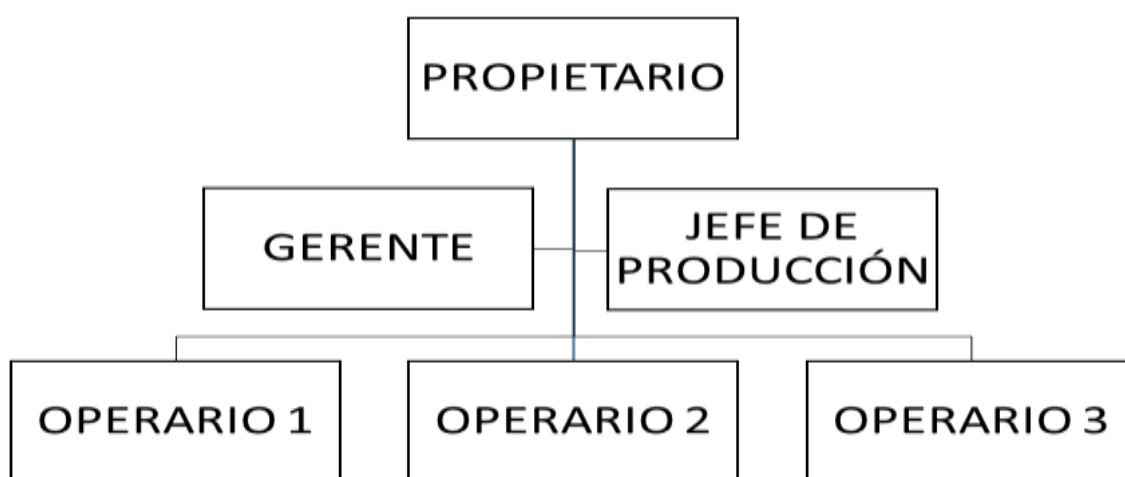 PROPIETARIO
GERENTE
JEFE DE
PRODUCCIÓN
OPERARIO 1
OPERARIO 2
OPERARIO 3